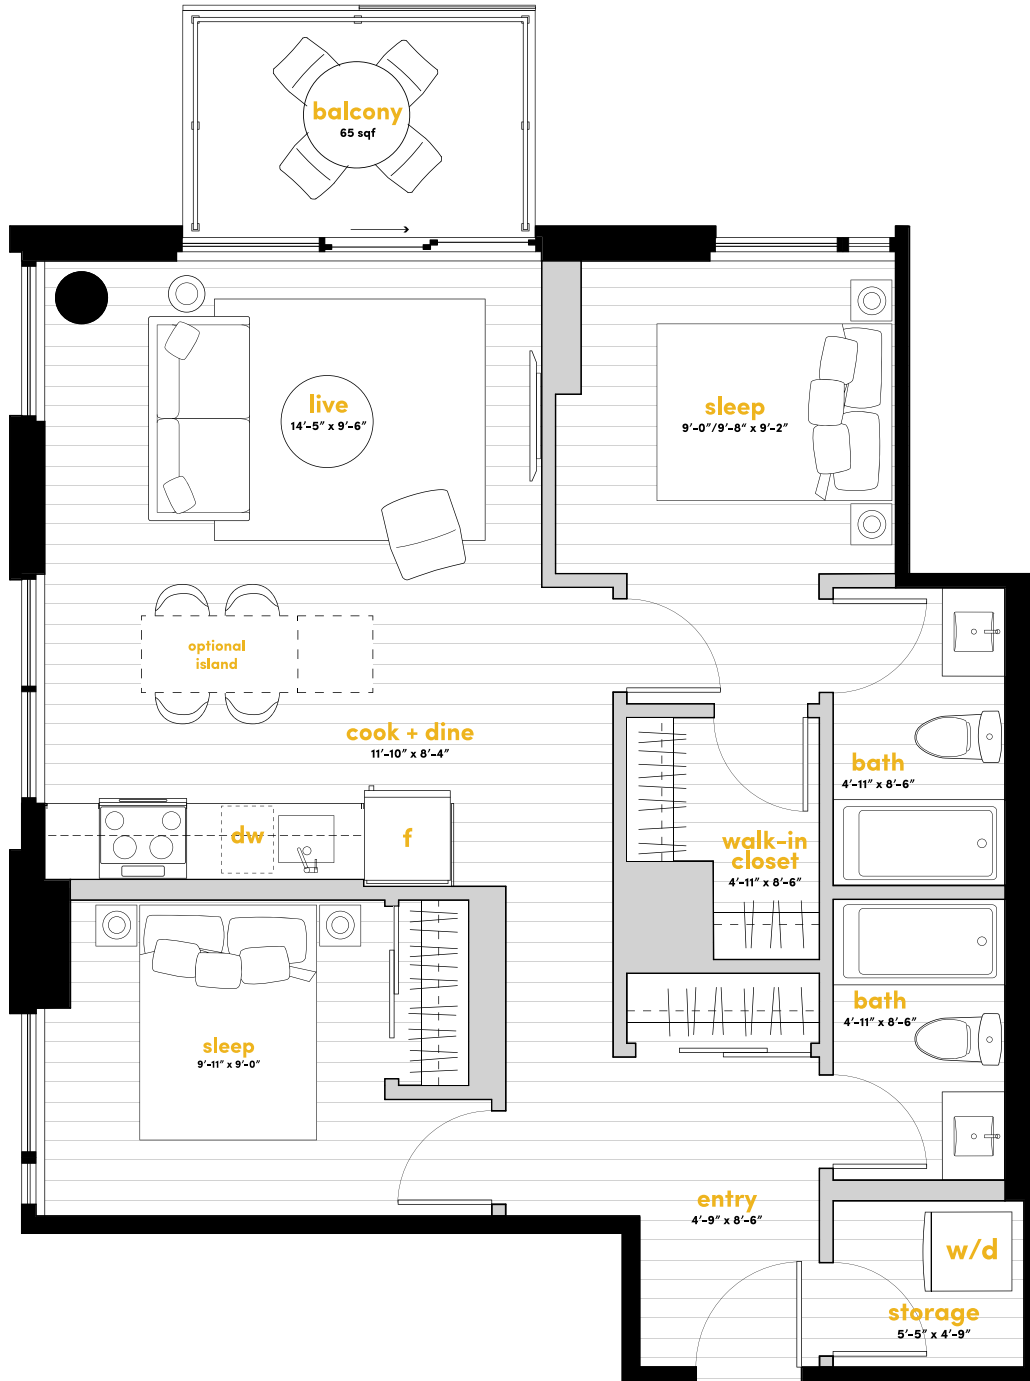 balcony
65 sqf
live
14'-5" x 9'-6"
sleep
9'-0"/9'-8" x 9'-2"
optional
island
cook + dine
11'-10" x 8'-4"
bath
4'-11" x 8'-6"
dw
f
walk-in
closet
4'-11" x 8'-6"
bath
4'-11" x 8'-6"
sleep
9'-11" x 9'-0"
entry
4'-9" x 8'-6"
w/d
storage
5'-5" x 4'-9"